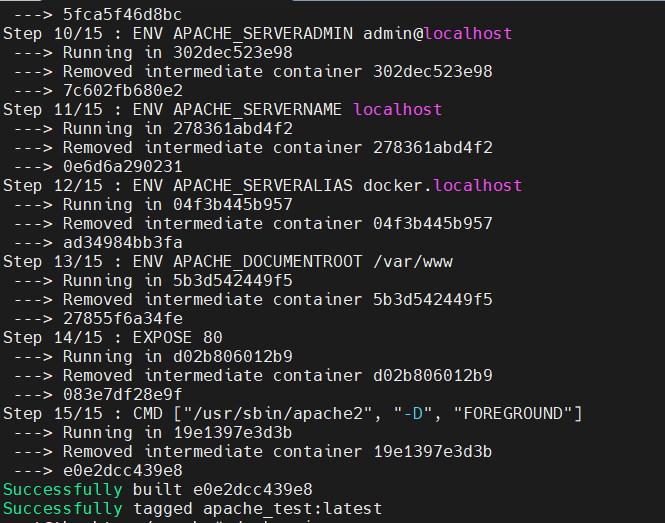 ---> 5fca5f46d8bc
Step 10/15 : ENV APACHE_SERVERADMIN admin@localhost
---> Running in 302dec523e98
---> Removed intermediate container 302dec523e98
---> 7c602fb680e2
Step 11/15 : ENV APACHE_SERVERNAME localhost
---> Running in 278361abd4f2
---> Removed intermediate container 278361abd4f2
---> 0e6d6a290231
Step 12/15 : ENV APACHE_SERVERALIAS docker.localhost
---> Running in 04f3b445b957
---> Removed intermediate container 04f3b445b957
---> ad34984bb3fa
Step 13/15 : ENV APACHE_DOCUMENTROOT /var/www
---> Running in 5b3d542449f5
---> Removed intermediate container 5b3d542449f5
---> 27855f6a34fe
Step 14/15 : EXPOSE 80
---> Running in d02b806012b9
---> Removed intermediate container d02b806012b9
---> 083e7df28e9f
Step 15/15 : CMD ["/usr/sbin/apache2", "-D", "FOREGROUND"]
---> Running in 19e1397e3d3b
---> Removed intermediate container 19e1397e3d3b
---> e0e2dcc439e8
Successfully built e0e2dcc439e8
Successfully tagged apache_test:latest